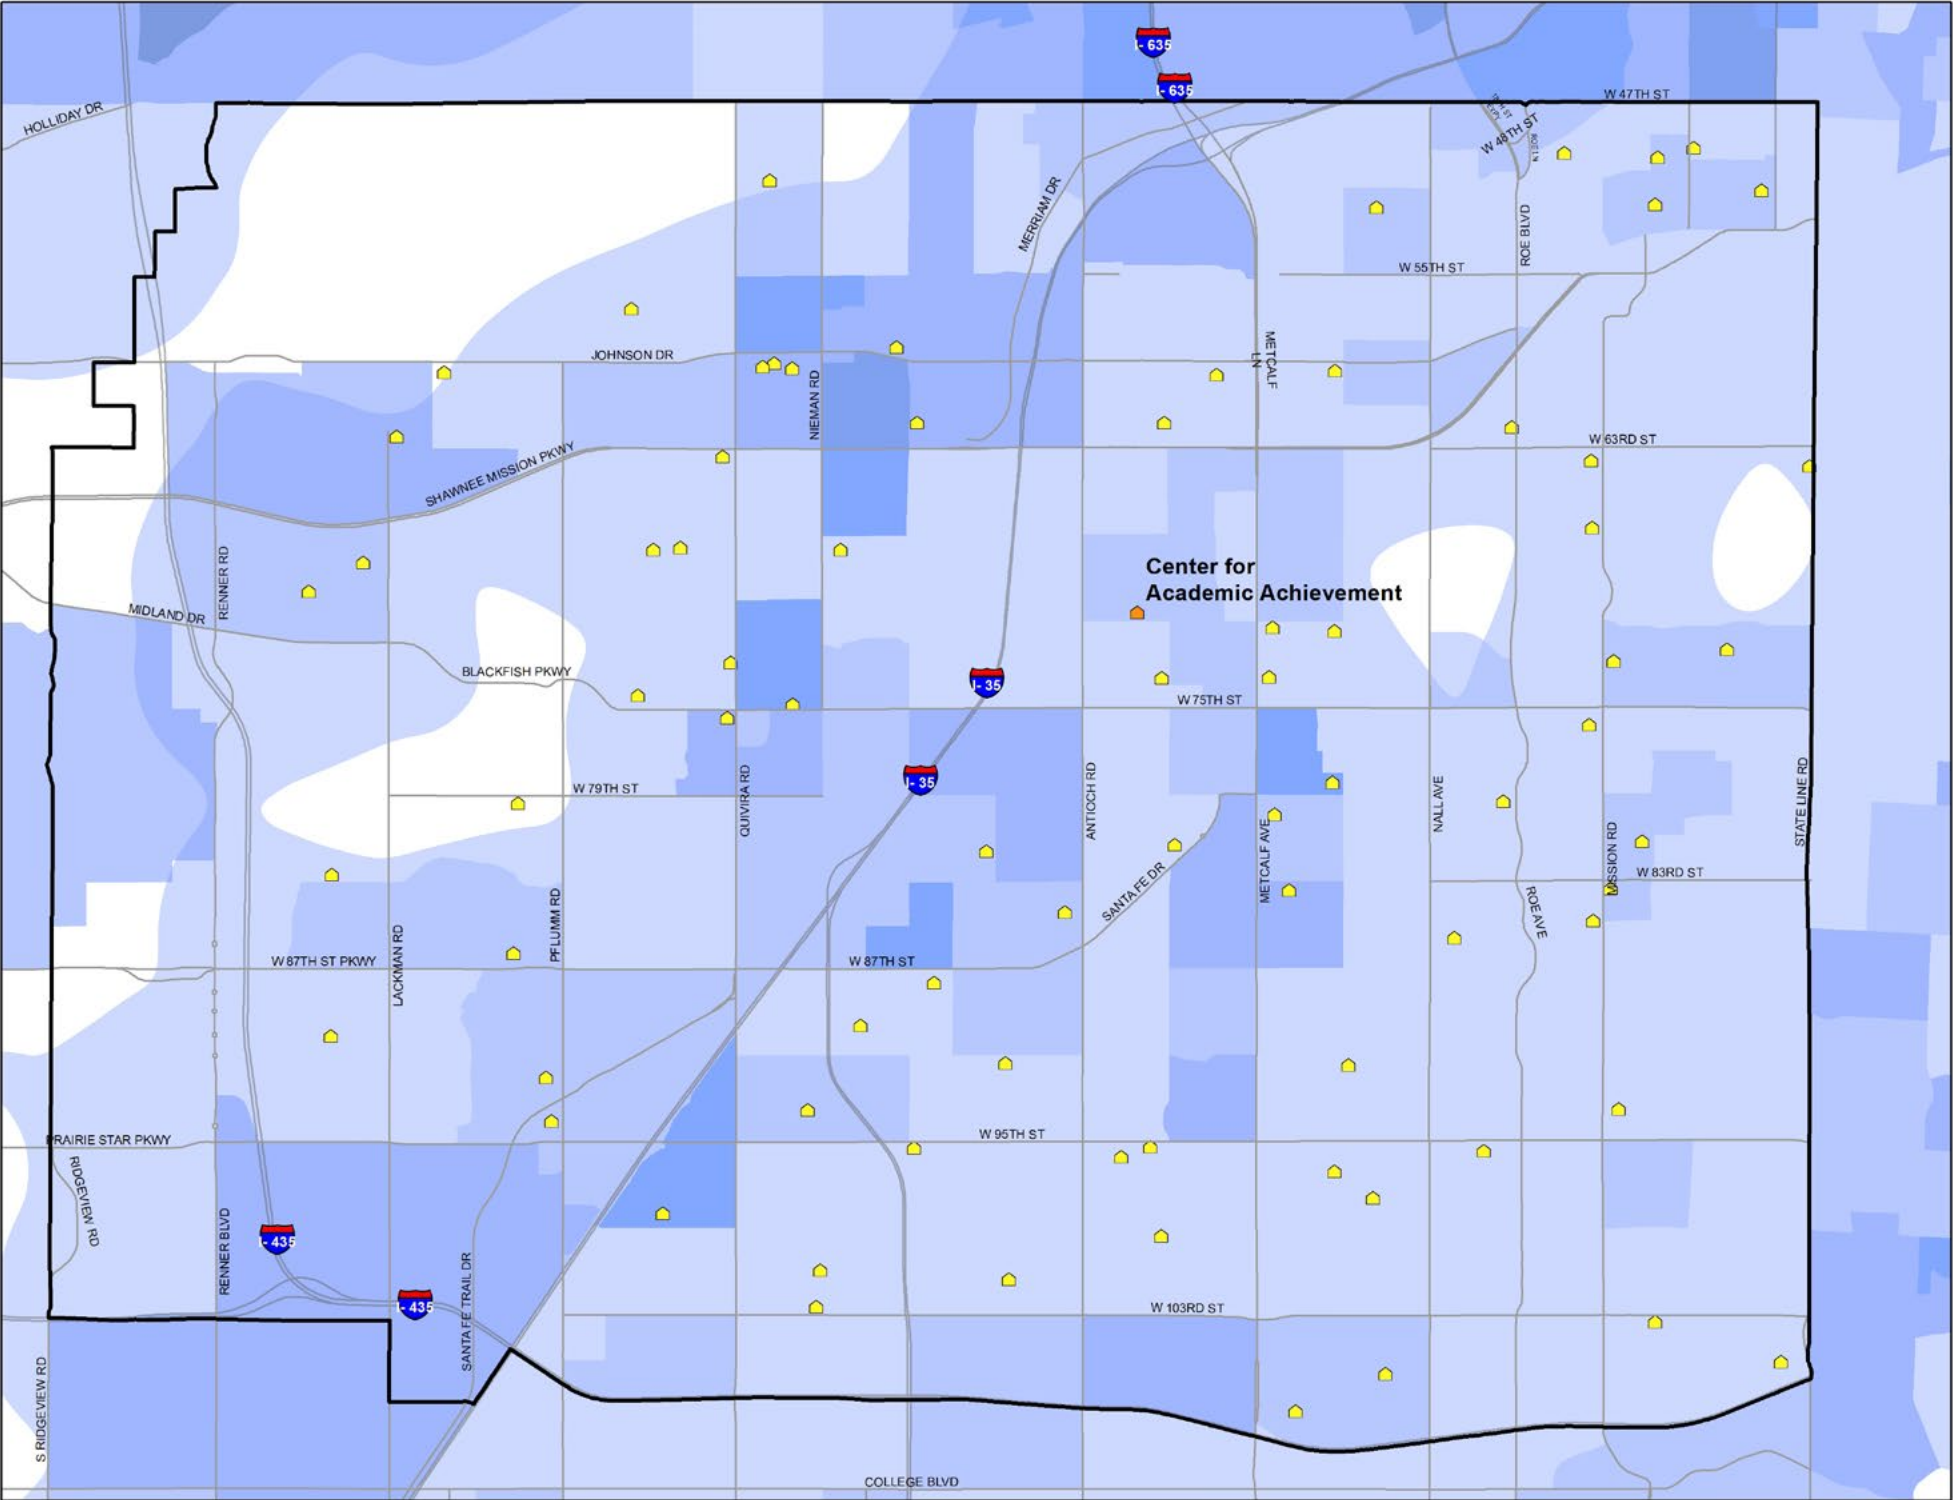 I- 635
I- 635
W 47TH ST
HOLLIDAY DR
W 48TH ST
MERRIAM DR
ROE BLVD
W 55TH ST
JOHNSON DR
METCALF
LN
NIEMAN RD
W 63RD ST
SHAWNEE MISSION PKWY
RENNER RD
Center for
Academic Achievement
MIDLAND DR
BLACKFISH PKWY
I- 35
W 75TH ST
I- 35
W 79TH ST
QUIVIRA RD
ANTIOCH RD
NALL AVE
STATE LINE RD
METCALF AVE
MISSION RD
SANTA FE DR
W 83RD ST
ROE AVE
PFLUMM RD
LACKMAN RD
W 87TH ST PKWY
W 87TH ST
PRAIRIE STAR PKWY
W 95TH ST
RIDGEVIEW RD
RENNER BLVD
I- 435
I- 435
SANTA FE TRAIL DR
W 103RD ST
S RIDGEVIEW RD
COLLEGE BLVD